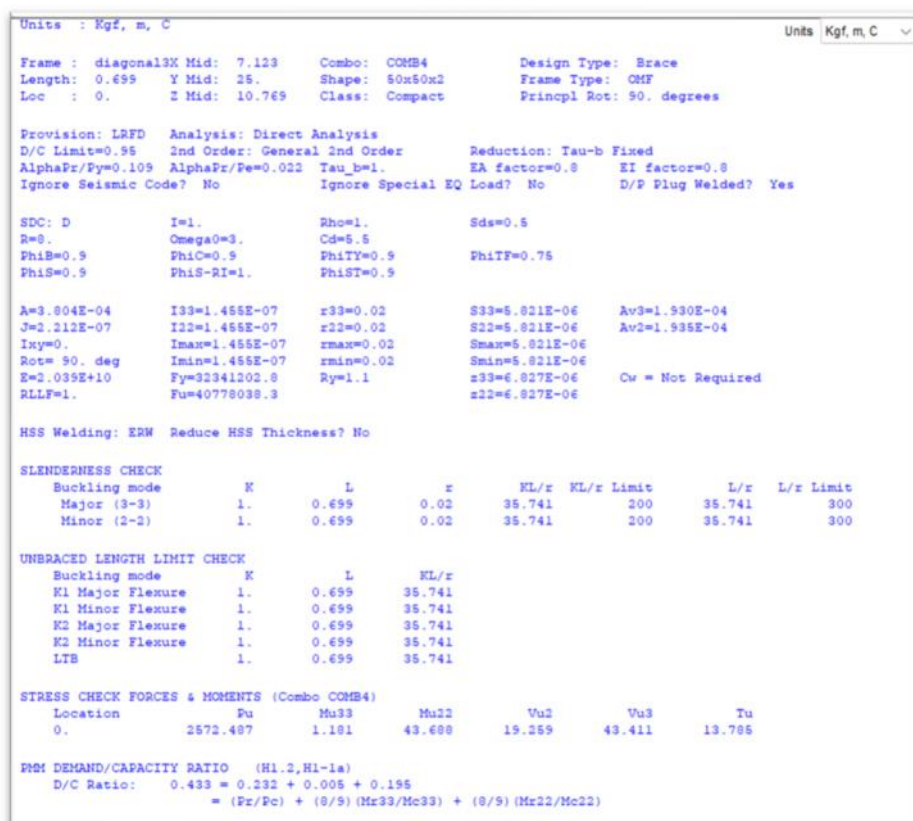 Units : Kgf, m, C
Units Kgf, m, C
Frame : diagonal3X Mid: 7.123 Combo: COMB4 Design Type: Brace
Length: 0.699 Y Mid: 25. Shape: 50x50x2 Frame Type: OMF
Loc : 0. Z Mid: 10.769 Class: Compact Princpl Rot: 90. degrees
Provision: LRFD Analysis: Direct Analysis
D/C Limit=0.95 2nd Order: General 2nd Order Reduction: Tau-b Fixed
AlphaPr/Py=0.109 AlphaPr/Pe=0.022 Tau_b=1. EA factor=0.8 EI factor=0.8
Ignore Seismic Code? No Ignore Special EQ Load? No D/P Plug Welded? Yes
SDC: D I=1. Rho=1. Sds=0.5
R=8. Omega0=3. Cd=5.5
PhiB=0.9 PhiC=0.9 PhiTY=0.9 PhiTF=0.75
PhiS=0.9 PhiS-RI=1. PhiST=0.9
A=3.804E-04 I33=1.455E-07 r33=0.02 S33=5.821E-06 Av3=1.930E-04
J=2.212E-07 I22=1.455E-07 r22=0.02 S22=5.821E-06 Av2=1.935E-04
Ixy=0. Imax=1.455E-07 rmax=0.02 Smax=5.821E-06
Rot= 90. deg Imin=1.455E-07 rmin=0.02 Smin=5.821E-06
E=2.039E+10 Fy=32341202.8 Ry=1.1 z33=6.827E-06 Cw = Not Required
RLLF=1. Fu=40778038.3 z22=6.827E-06
HSS Welding: ERW Reduce HSS Thickness? No
SLENDERNESS CHECK
Buckling mode K L r KL/r KL/r Limit L/r L/r Limit
Major (3-3) 1. 0.699 0.02 35.741 200 35.741 300
Minor (2-2) 1. 0.699 0.02 35.741 200 35.741 300
UNBRACED LENGTH LIMIT CHECK
Buckling mode K L KL/r
K1 Major Flexure 1. 0.699 35.741
K1 Minor Flexure 1. 0.699 35.741
K2 Major Flexure 1. 0.699 35.741
K2 Minor Flexure 1. 0.699 35.741
LTB 1. 0.699 35.741
STRESS CHECK FORCES & MOMENTS (Combo COMB4)
Location Pu Mu33 Mu22 Vu2 Vu3 Tu
0. 2572.487 1.181 43.688 19.259 43.411 13.785
PMM DEMAND/CAPACITY RATIO (H1.2,H1-1a)
D/C Ratio: 0.433 = 0.232 + 0.005 + 0.195
= (Pr/Pc) + (8/9)(Mr33/Mc33) + (8/9)(Mr22/Mc22)